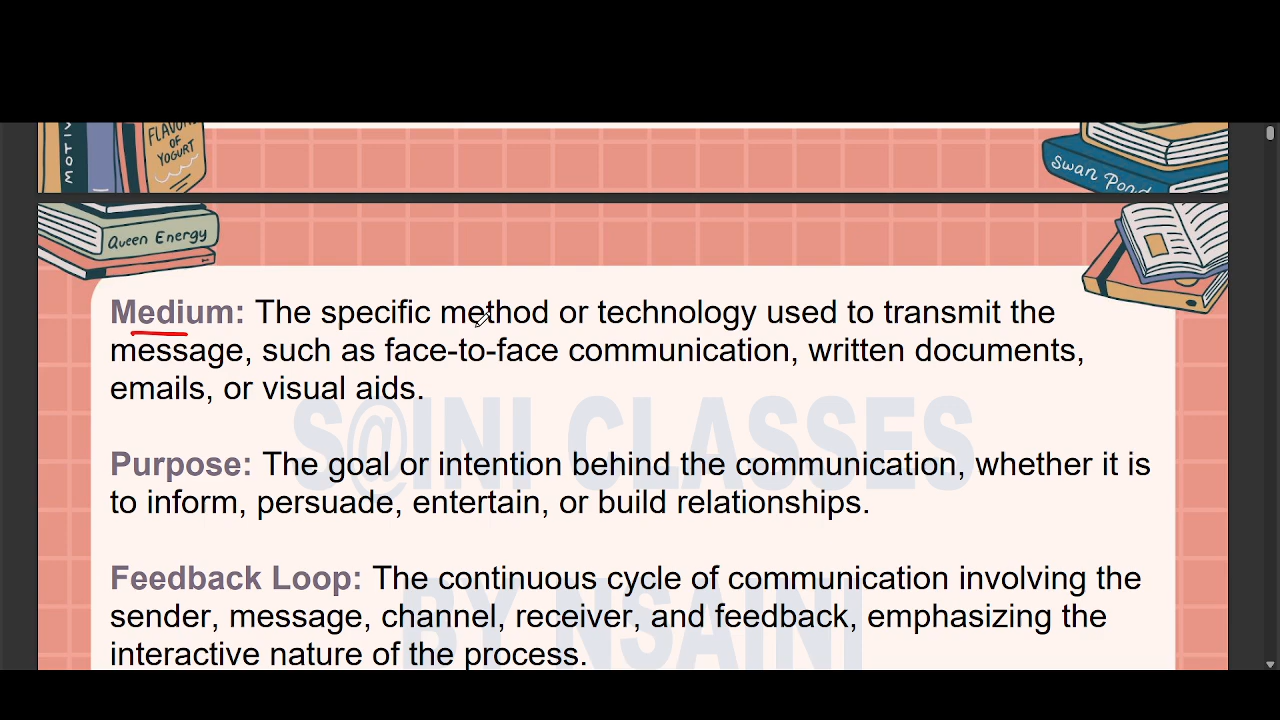 MOTIV
FLAVORS
OF
YOGURT
Swan Pond
Queen Energy
Medium: The specific method or technology used to transmit the
message, such as face-to-face communication, written documents,
emails, or visual aids.
S@INI CLASSES
Purpose: The goal or intention behind the communication, whether it is
to inform, persuade, entertain, or build relationships.
Feedback Loop: The continuous cycle of communication involving the
sender, message, channel, receiver, and feedback, emphasizing the
interactive nature of the process.
BY NSAINI